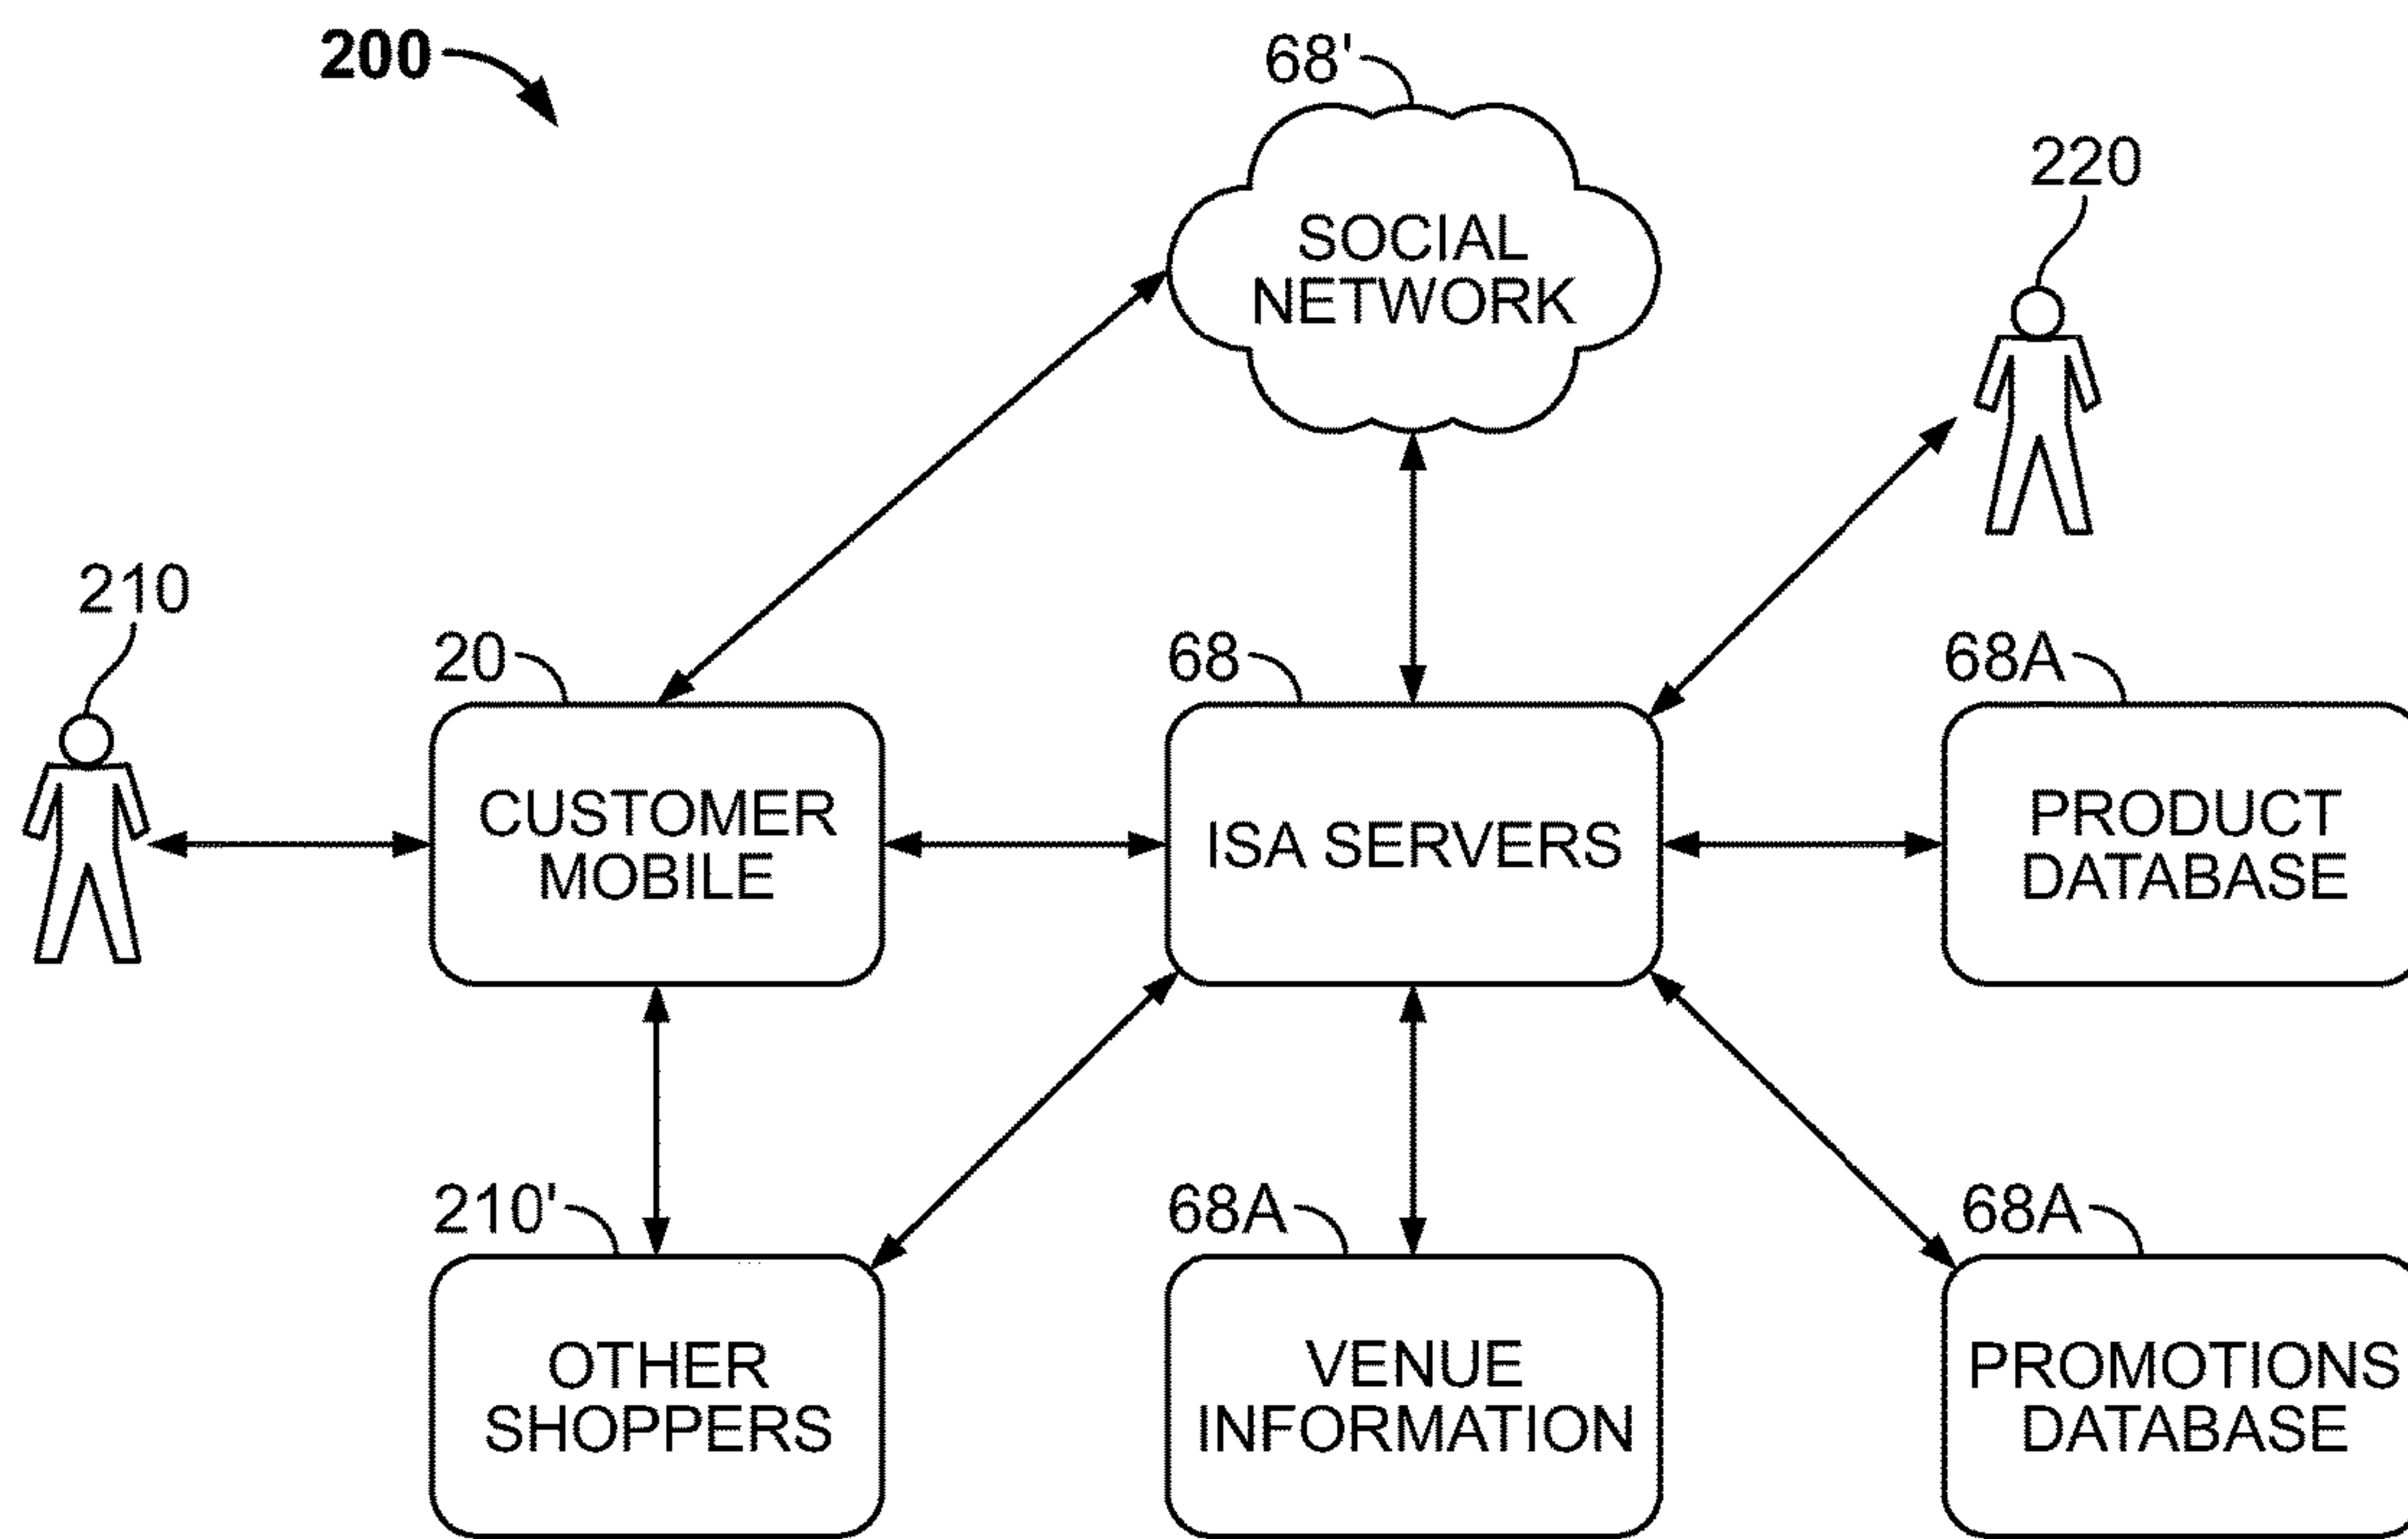 200
68'
SOCIAL
NETWORK
220
210
20
CUSTOMER
MOBILE
68
ISA SERVERS
68A
PRODUCT
DATABASE
210'
OTHER
SHOPPERS
68A
VENUE
INFORMATION
68A
PROMOTIONS
DATABASE